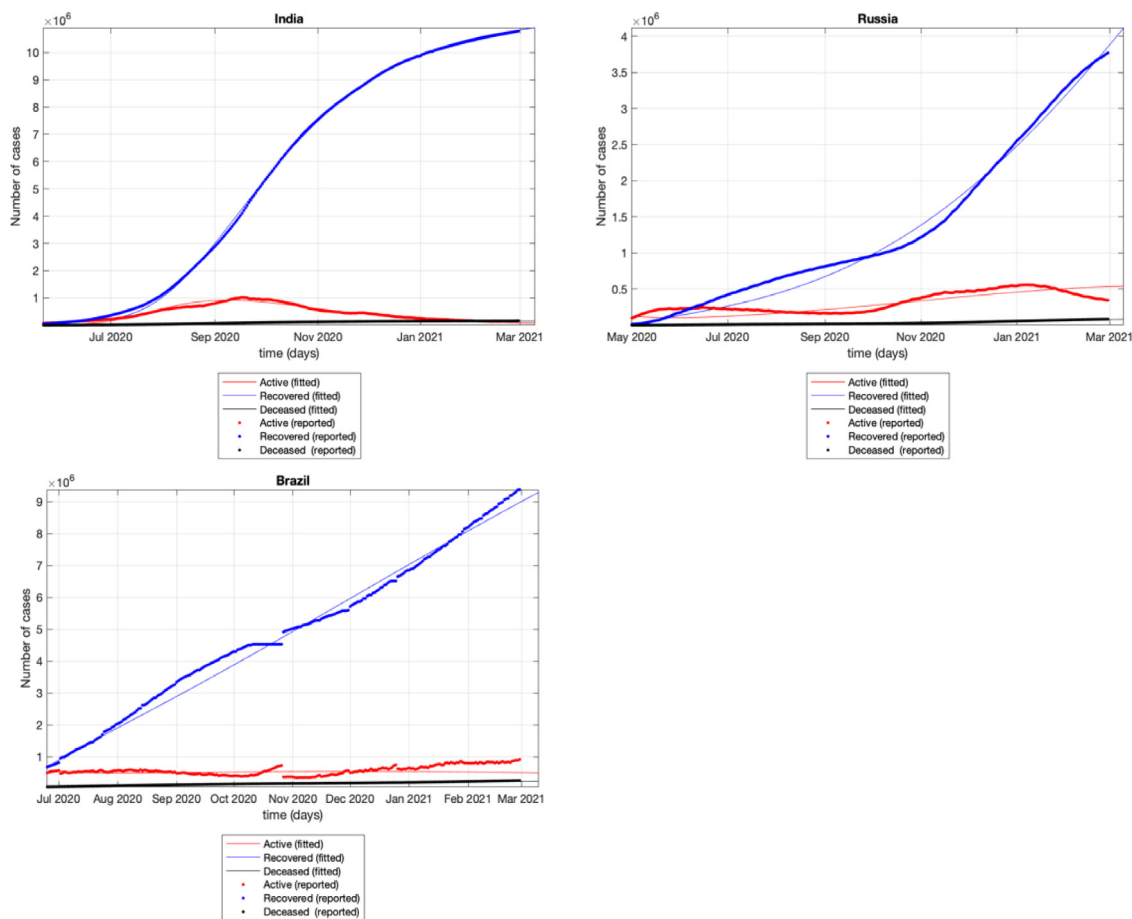 India
×10^6
10
9
8
7
6
5
4
3
2
1
Number of cases
Jul 2020 Sep 2020 Nov 2020 Jan 2021 Mar 2021
time (days)
Active (fitted)
Recovered (fitted)
Deceased (fitted)
Active (reported)
Recovered (reported)
Deceased (reported)
Russia
×10^6
4
3.5
3
2.5
2
1.5
1
0.5
Number of cases
May 2020 Jul 2020 Sep 2020 Nov 2020 Jan 2021 Mar 2021
time (days)
Active (fitted)
Recovered (fitted)
Deceased (fitted)
Active (reported)
Recovered (reported)
Deceased (reported)
Brazil
×10^6
9
8
7
6
5
4
3
2
1
Number of cases
Jul 2020 Aug 2020 Sep 2020 Oct 2020 Nov 2020 Dec 2020 Jan 2021 Feb 2021 Mar 2021
time (days)
Active (fitted)
Recovered (fitted)
Deceased (fitted)
Active (reported)
Recovered (reported)
Deceased (reported)